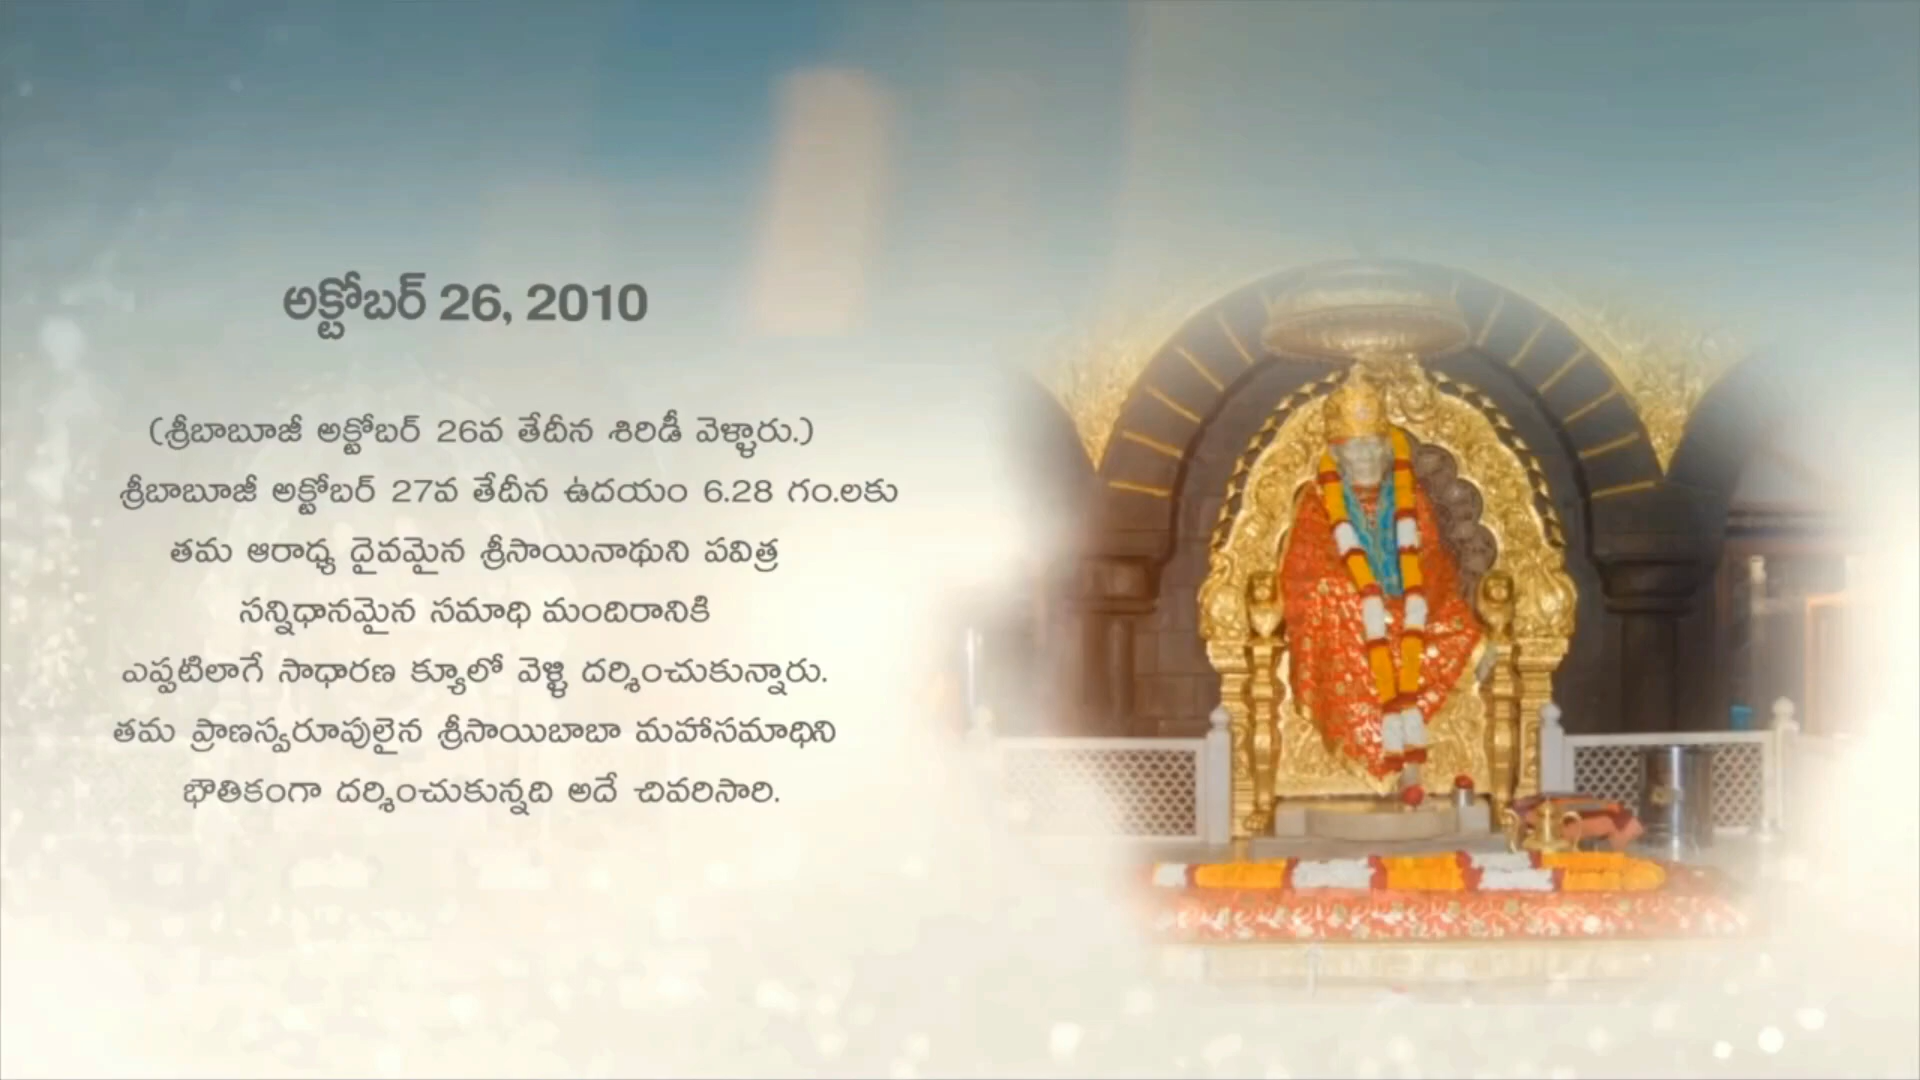 అక్టోబర్ 26, 2010
(శ్రీబాబూజీ అక్టోబర్ 26వ తేదీన శిరిడీ వెళ్ళారు.)
శ్రీబాబూజీ అక్టోబర్ 27వ తేదీన ఉదయం 6.28 గం.లకు
తమ ఆరాధ్య దైవమైన శ్రీసాయినాథుని పవిత్ర
సన్నిధానమైన సమాధి మందిరానికి
ఎప్పటిలాగే సాధారణ క్యూలో వెళ్ళి దర్శించుకున్నారు.
తమ ప్రాణస్వరూపులైన శ్రీసాయిబాబా మహాసమాధిని
భౌతికంగా దర్శించుకున్నది అదే చివరిసారి.